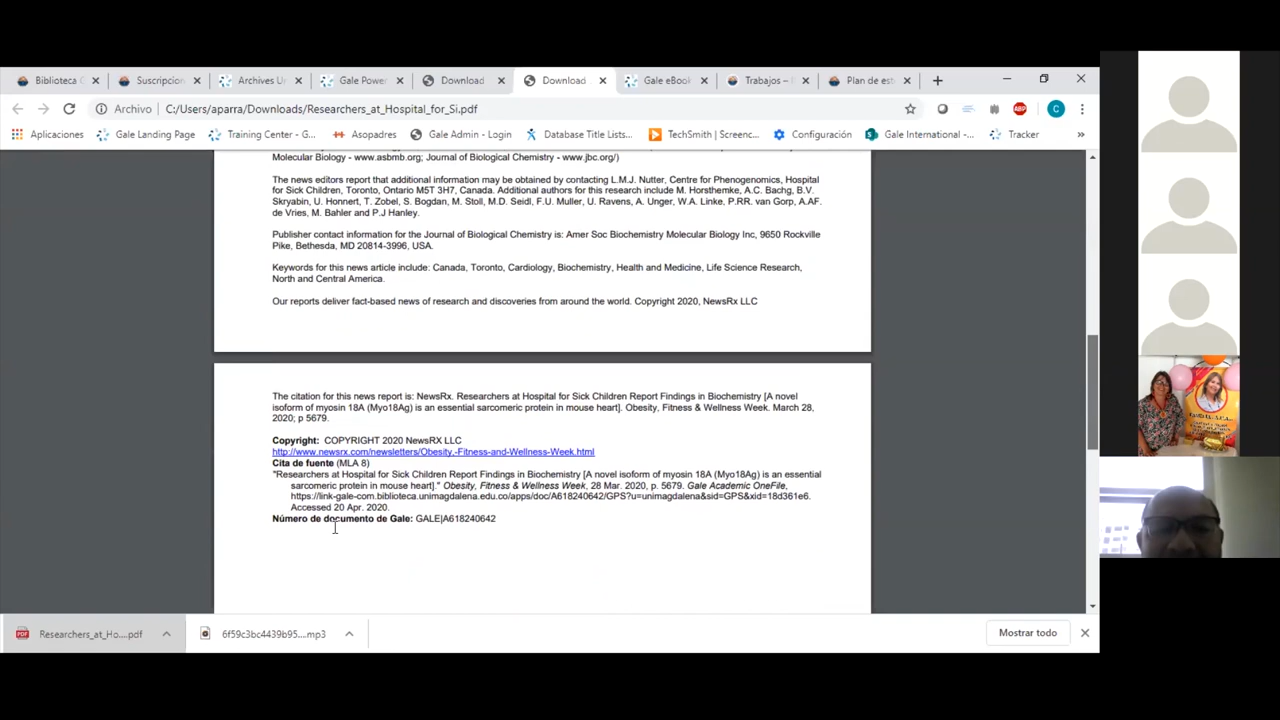 Biblioteca C
Suscripcion
Archives Un
Gale Power
Download
Download
Gale eBook
Trabajos –
Plan de est
Archivo
C:/Users/aparra/Downloads/Researchers_at_Hospital_for_Si.pdf
Aplicaciones
Gale Landing Page
Training Center - G...
Asopadres
Gale Admin - Login
Database Title Lists...
TechSmith | Screenc...
Configuración
Gale International -...
Tracker
»
Molecular Biology - www.asbmb.org; Journal of Biological Chemistry - www.jbc.org/)
The news editors report that additional information may be obtained by contacting L.M.J. Nutter, Centre for Phenogenomics, Hospital
for Sick Children, Toronto, Ontario M5T 3H7, Canada. Additional authors for this research include M. Horsthemke, A.C. Bachg, B.V.
Skryabin, U. Honnert, T. Zobel, S. Bogdan, M. Stoll, M.D. Seidl, F.U. Muller, U. Ravens, A. Unger, W.A. Linke, P.RR. van Gorp, A.AF.
de Vries, M. Bahler and P.J Hanley.
Publisher contact information for the Journal of Biological Chemistry is: Amer Soc Biochemistry Molecular Biology Inc, 9650 Rockville
Pike, Bethesda, MD 20814-3996, USA.
Keywords for this news article include: Canada, Toronto, Cardiology, Biochemistry, Health and Medicine, Life Science Research,
North and Central America.
Our reports deliver fact-based news of research and discoveries from around the world. Copyright 2020, NewsRx LLC
The citation for this news report is: NewsRx. Researchers at Hospital for Sick Children Report Findings in Biochemistry [A novel
isoform of myosin 18A (Myo18Ag) is an essential sarcomeric protein in mouse heart]. Obesity, Fitness & Wellness Week. March 28,
2020; p 5679.
Copyright: COPYRIGHT 2020 NewsRX LLC
http://www.newsrx.com/newsletters/Obesity,-Fitness-and-Wellness-Week.html
Cita de fuente (MLA 8)
"Researchers at Hospital for Sick Children Report Findings in Biochemistry [A novel isoform of myosin 18A (Myo18Ag) is an essential
sarcomeric protein in mouse heart]." Obesity, Fitness & Wellness Week, 28 Mar. 2020, p. 5679. Gale Academic OneFile,
https://link-gale-com.biblioteca.unimagdalena.edu.co/apps/doc/A618240642/GPS?u=unimagdalena&sid=GPS&xid=18d361e6.
Accessed 20 Apr. 2020.
Número de documento de Gale: GALE|A618240642
Researchers_at_Ho....pdf
6f59c3bc4439b95....mp3
Mostrar todo